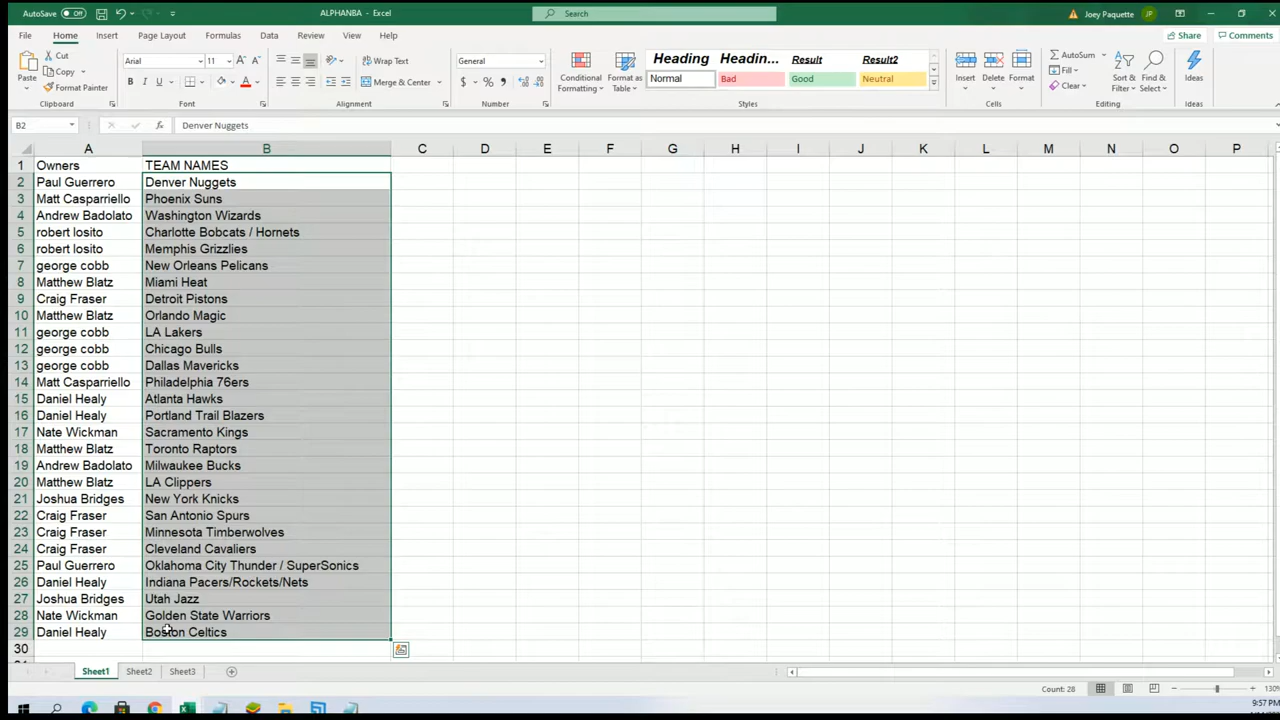 AutoSave Off ALPHANBA - Excel Search Joey Paquette JP
File Home Insert Page Layout Formulas Data Review View Help Share Comments
Paste Cut Copy Format Painter Clipboard
Arial 11 A A B I U A Font
Wrap Text Merge & Center Alignment
General $ % , Number
Conditional Formatting Format as Table Heading Headin... Result Result2 Normal Bad Good Neutral Styles
Insert Delete Format Cells
AutoSum Fill Clear Sort & Filter Find & Select Editing Ideas Ideas
B2 fx Denver Nuggets
A B C D E F G H I J K L M N O P
1 Owners TEAM NAMES
2 Paul Guerrero Denver Nuggets
3 Matt Casparriello Phoenix Suns
4 Andrew Badolato Washington Wizards
5 robert losito Charlotte Bobcats / Hornets
6 robert losito Memphis Grizzlies
7 george cobb New Orleans Pelicans
8 Matthew Blatz Miami Heat
9 Craig Fraser Detroit Pistons
10 Matthew Blatz Orlando Magic
11 george cobb LA Lakers
12 george cobb Chicago Bulls
13 george cobb Dallas Mavericks
14 Matt Casparriello Philadelphia 76ers
15 Daniel Healy Atlanta Hawks
16 Daniel Healy Portland Trail Blazers
17 Nate Wickman Sacramento Kings
18 Matthew Blatz Toronto Raptors
19 Andrew Badolato Milwaukee Bucks
20 Matthew Blatz LA Clippers
21 Joshua Bridges New York Knicks
22 Craig Fraser San Antonio Spurs
23 Craig Fraser Minnesota Timberwolves
24 Craig Fraser Cleveland Cavaliers
25 Paul Guerrero Oklahoma City Thunder / SuperSonics
26 Daniel Healy Indiana Pacers/Rockets/Nets
27 Joshua Bridges Utah Jazz
28 Nate Wickman Golden State Warriors
29 Daniel Healy Boston Celtics
30
Sheet1 Sheet2 Sheet3
Count: 28 130%
9:57 PM